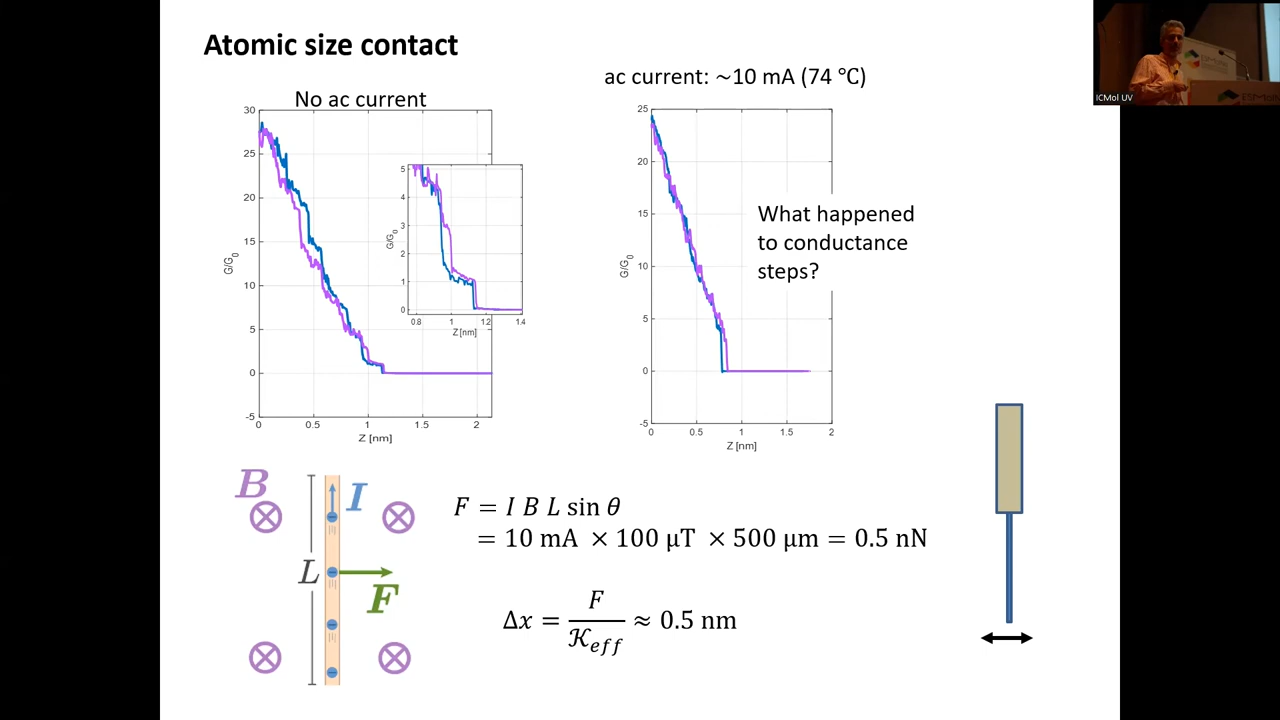 Atomic size contact
No ac current
30
25
20
15
10
5
0
-5
G/G0
0 0.5 1 1.5 2
Z [nm]
5
4
3
2
1
0
G/G0
0.8 1 1.2 1.4
Z [nm]
ac current: ~10 mA (74 °C)
25
20
15
10
5
0
-5
G/G0
0 0.5 1 1.5 2
Z [nm]
What happened
to conductance
steps?
B
I
L
F
F = I B L sin θ
= 10 mA × 100 μT × 500 μm = 0.5 nN
Δx = F / 𝒦eff ≈ 0.5 nm
ICMol UV